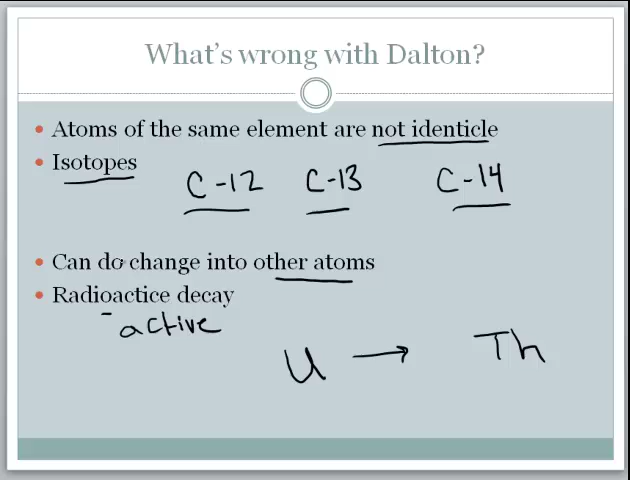 What's wrong with Dalton?
Atoms of the same element are not identicle
Isotopes
C-12 C-13 C-14
Can do change into other atoms
Radioactice decay
-active
U → Th